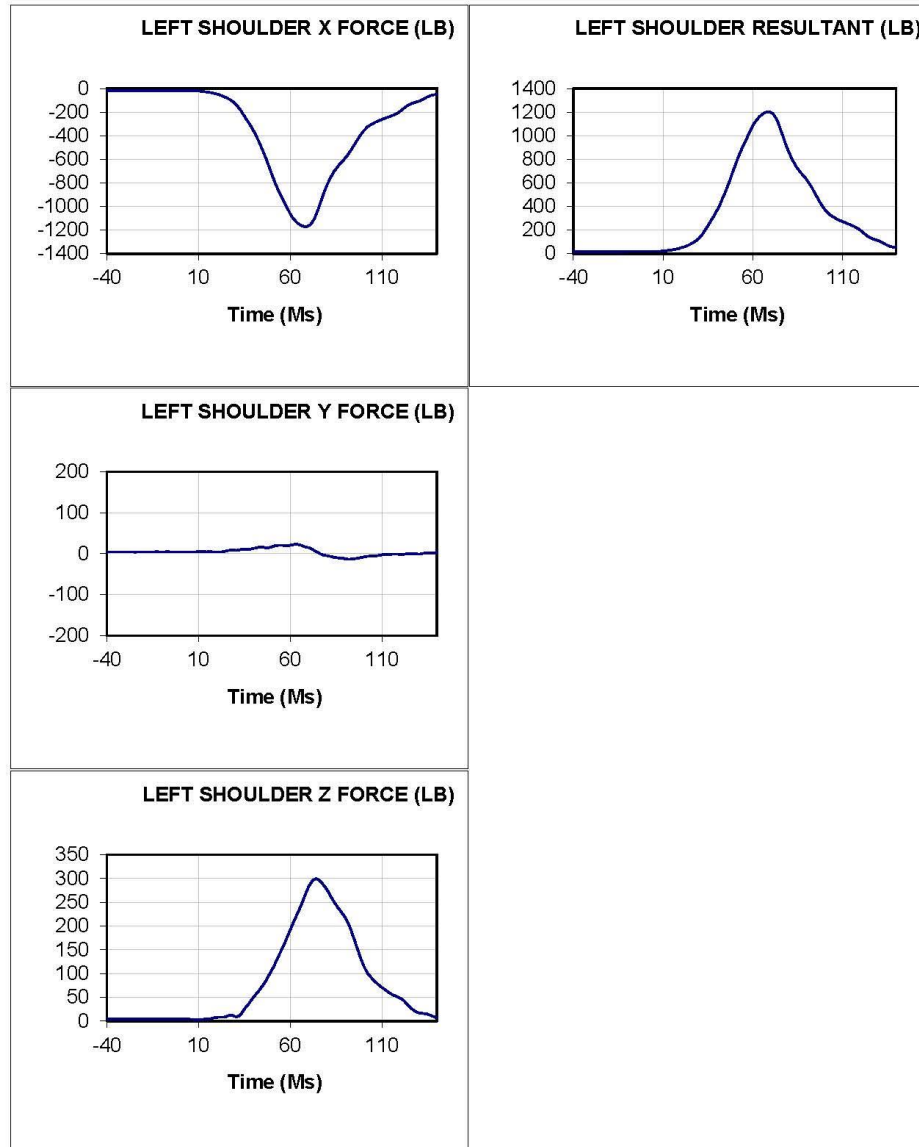 LEFT SHOULDER X FORCE (LB)
0
-200
-400
-600
-800
-1000
-1200
-1400
-40 10 60 110
Time (Ms)
LEFT SHOULDER RESULTANT (LB)
1400
1200
1000
800
600
400
200
0
-40 10 60 110
Time (Ms)
LEFT SHOULDER Y FORCE (LB)
200
100
0
-100
-200
-40 10 60 110
Time (Ms)
LEFT SHOULDER Z FORCE (LB)
350
300
250
200
150
100
50
0
-40 10 60 110
Time (Ms)